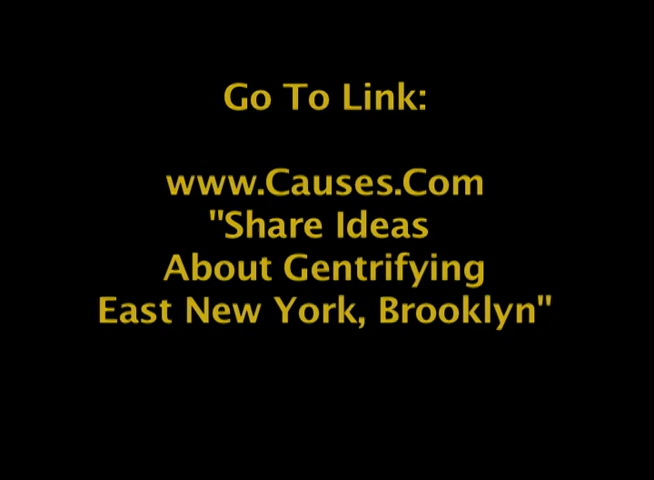 Go To Link:
www.Causes.Com
"Share Ideas
About Gentrifying
East New York, Brooklyn"